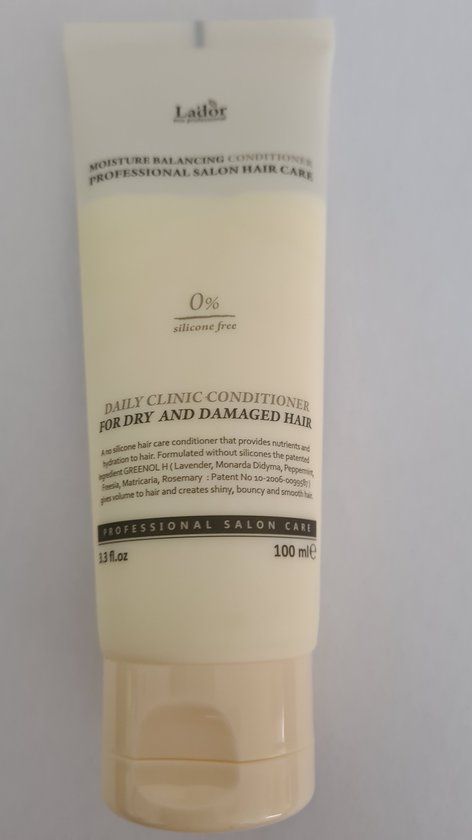 Lador
eco professional
MOISTURE BALANCING CONDITIONER
PROFESSIONAL SALON HAIR CARE
0%
silicone free
DAILY CLINIC CONDITIONER
FOR DRY AND DAMAGED HAIR
A no silicone hair care conditioner that provides nutrients and
hydration to hair. Formulated without silicones the patented
ingredient GREENOL H ( Lavender, Monarda Didyma, Peppermint,
Freesia, Matricaria, Rosemary : Patent No 10-2006-0099587)
gives volume to hair and creates shiny, bouncy and smooth hair.
PROFESSIONAL SALON CARE
3.3 fl.oz
100 ml℮